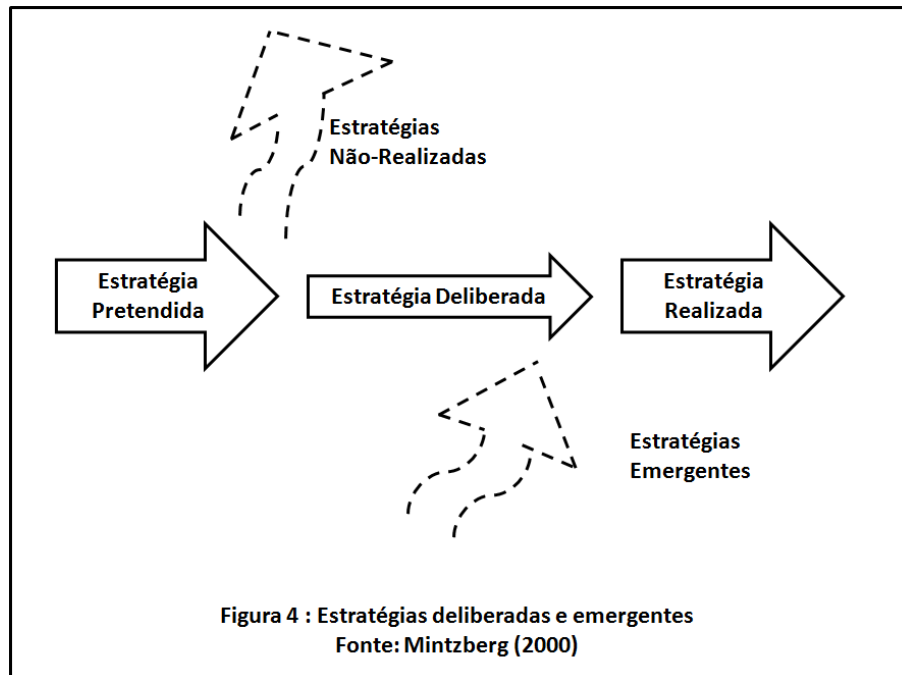 Estratégias
Não-Realizadas
Estratégia
Pretendida
Estratégia Deliberada
Estratégia
Realizada
Estratégias
Emergentes
Figura 4 : Estratégias deliberadas e emergentes
Fonte: Mintzberg (2000)